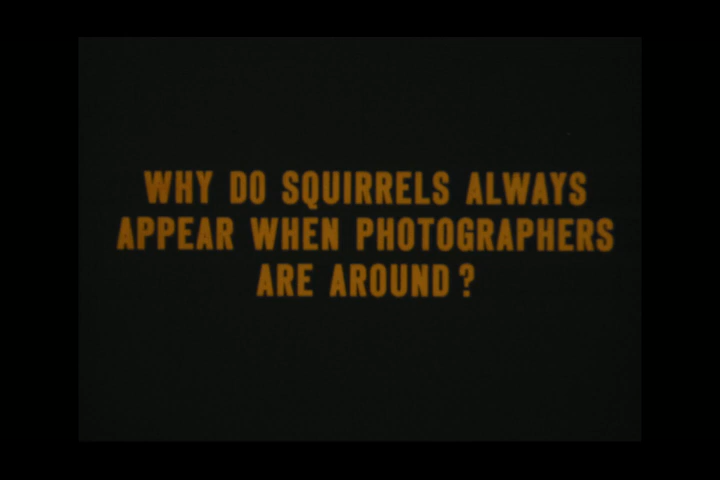 WHY DO SQUIRRELS ALWAYS
APPEAR WHEN PHOTOGRAPHERS
ARE AROUND?